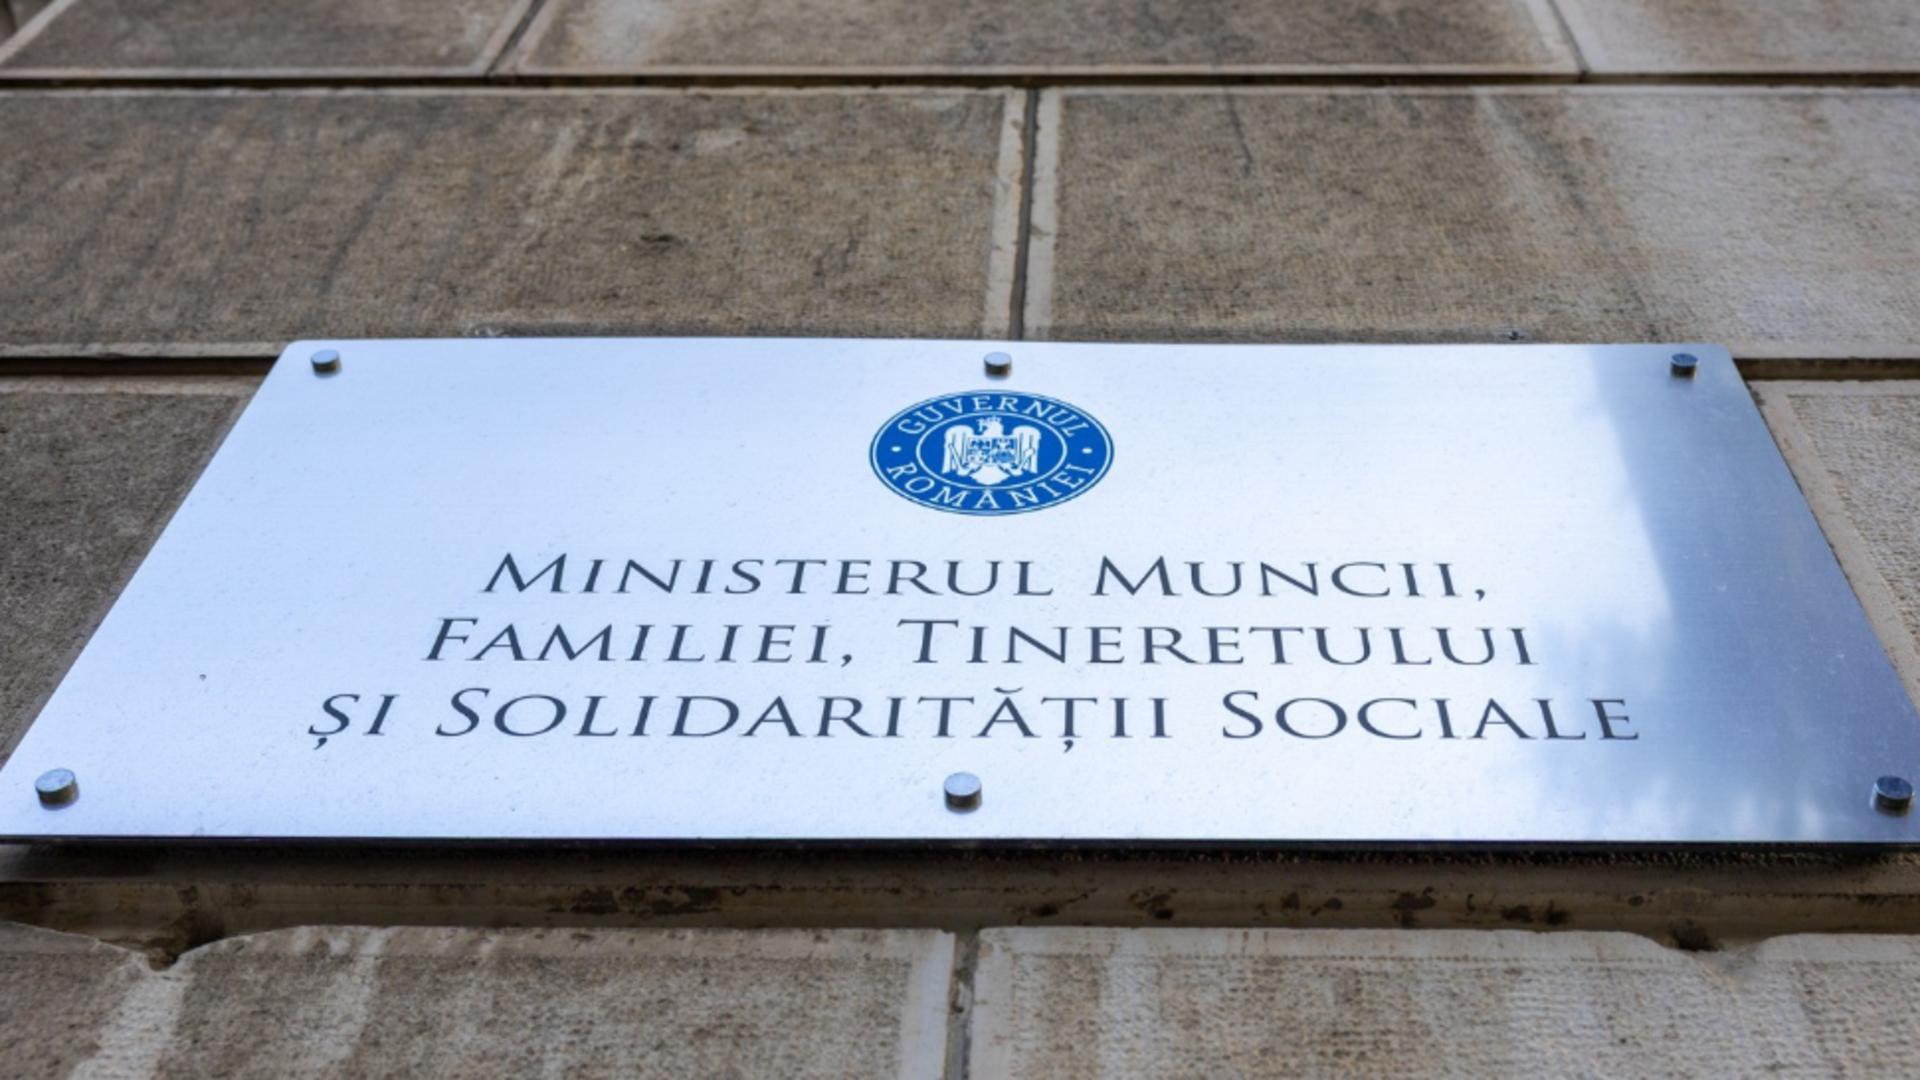 GUVERNUL
ROMÂNIEI
MINISTERUL MUNCII,
FAMILIEI, TINERETULUI
ȘI SOLIDARITĂȚII SOCIALE